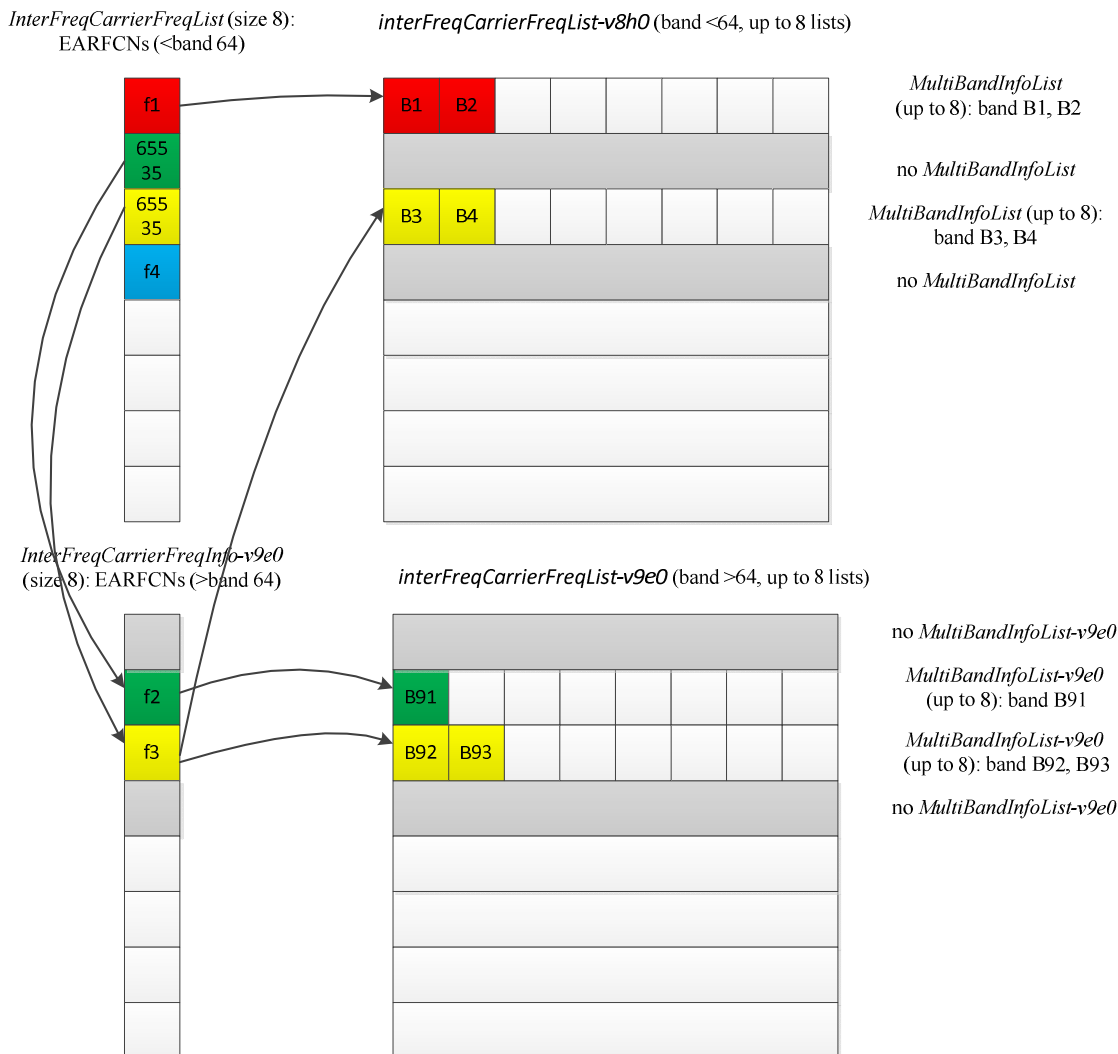 InterFreqCarrierFreqList (size 8):
EARFCNs (<band 64)
interFreqCarrierFreqList-v8h0 (band <64, up to 8 lists)
f1
655
35
655
35
f4
B1 B2
B3 B4
MultiBandInfoList
(up to 8): band B1, B2
no MultiBandInfoList
MultiBandInfoList (up to 8):
band B3, B4
no MultiBandInfoList
InterFreqCarrierFreqInfo-v9e0
(size 8): EARFCNs (>band 64)
interFreqCarrierFreqList-v9e0 (band >64, up to 8 lists)
f2
f3
B91
B92 B93
no MultiBandInfoList-v9e0
MultiBandInfoList-v9e0
(up to 8): band B91
MultiBandInfoList-v9e0
(up to 8): band B92, B93
no MultiBandInfoList-v9e0